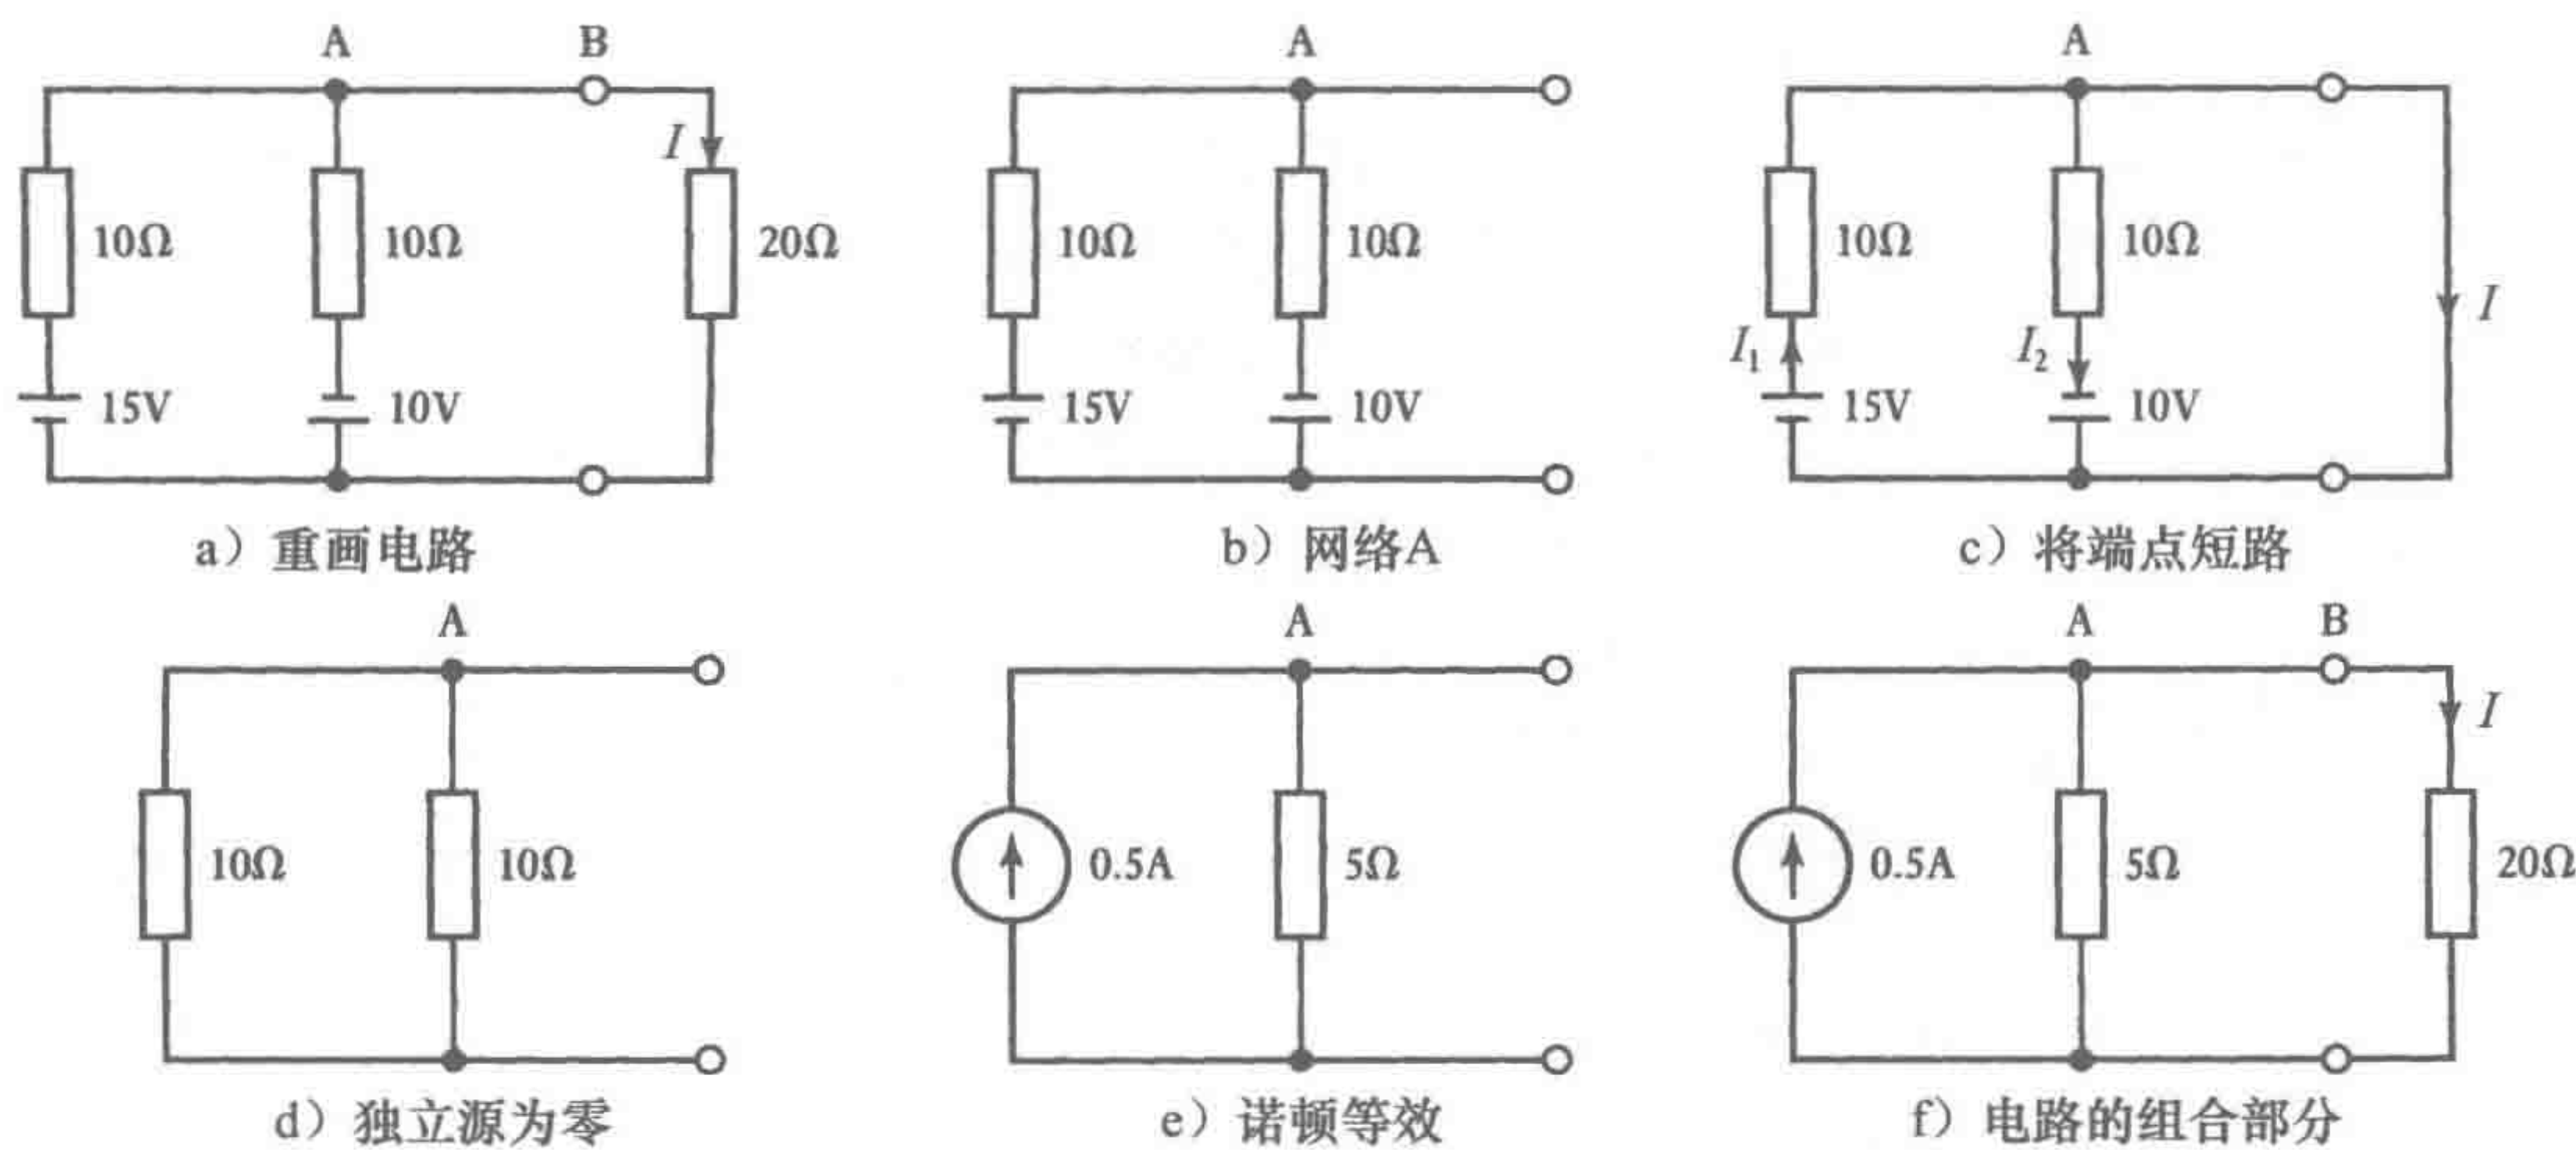 A B
I
10Ω 10Ω 20Ω
15V 10V
a）重画电路
A
10Ω 10Ω
15V 10V
b）网络A
A
10Ω 10Ω
I
I₁ I₂
15V 10V
c）将端点短路
A
10Ω 10Ω
d）独立源为零
A
0.5A 5Ω
e）诺顿等效
A B
I
0.5A 5Ω 20Ω
f）电路的组合部分